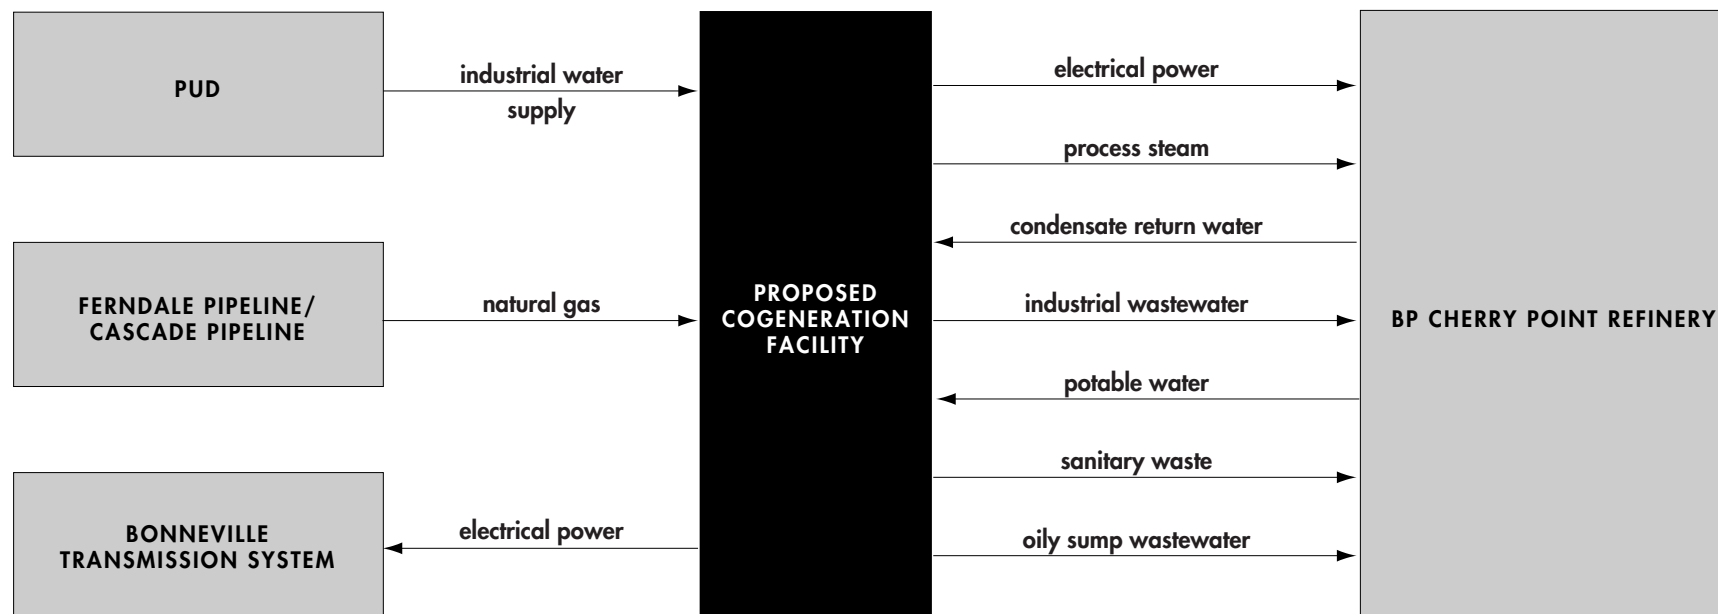 PUD
industrial water
supply
FERNDALE PIPELINE/
CASCADE PIPELINE
natural gas
BONNEVILLE
TRANSMISSION SYSTEM
electrical power
PROPOSED
COGENERATION
FACILITY
electrical power
process steam
condensate return water
industrial wastewater
potable water
sanitary waste
oily sump wastewater
BP CHERRY POINT REFINERY